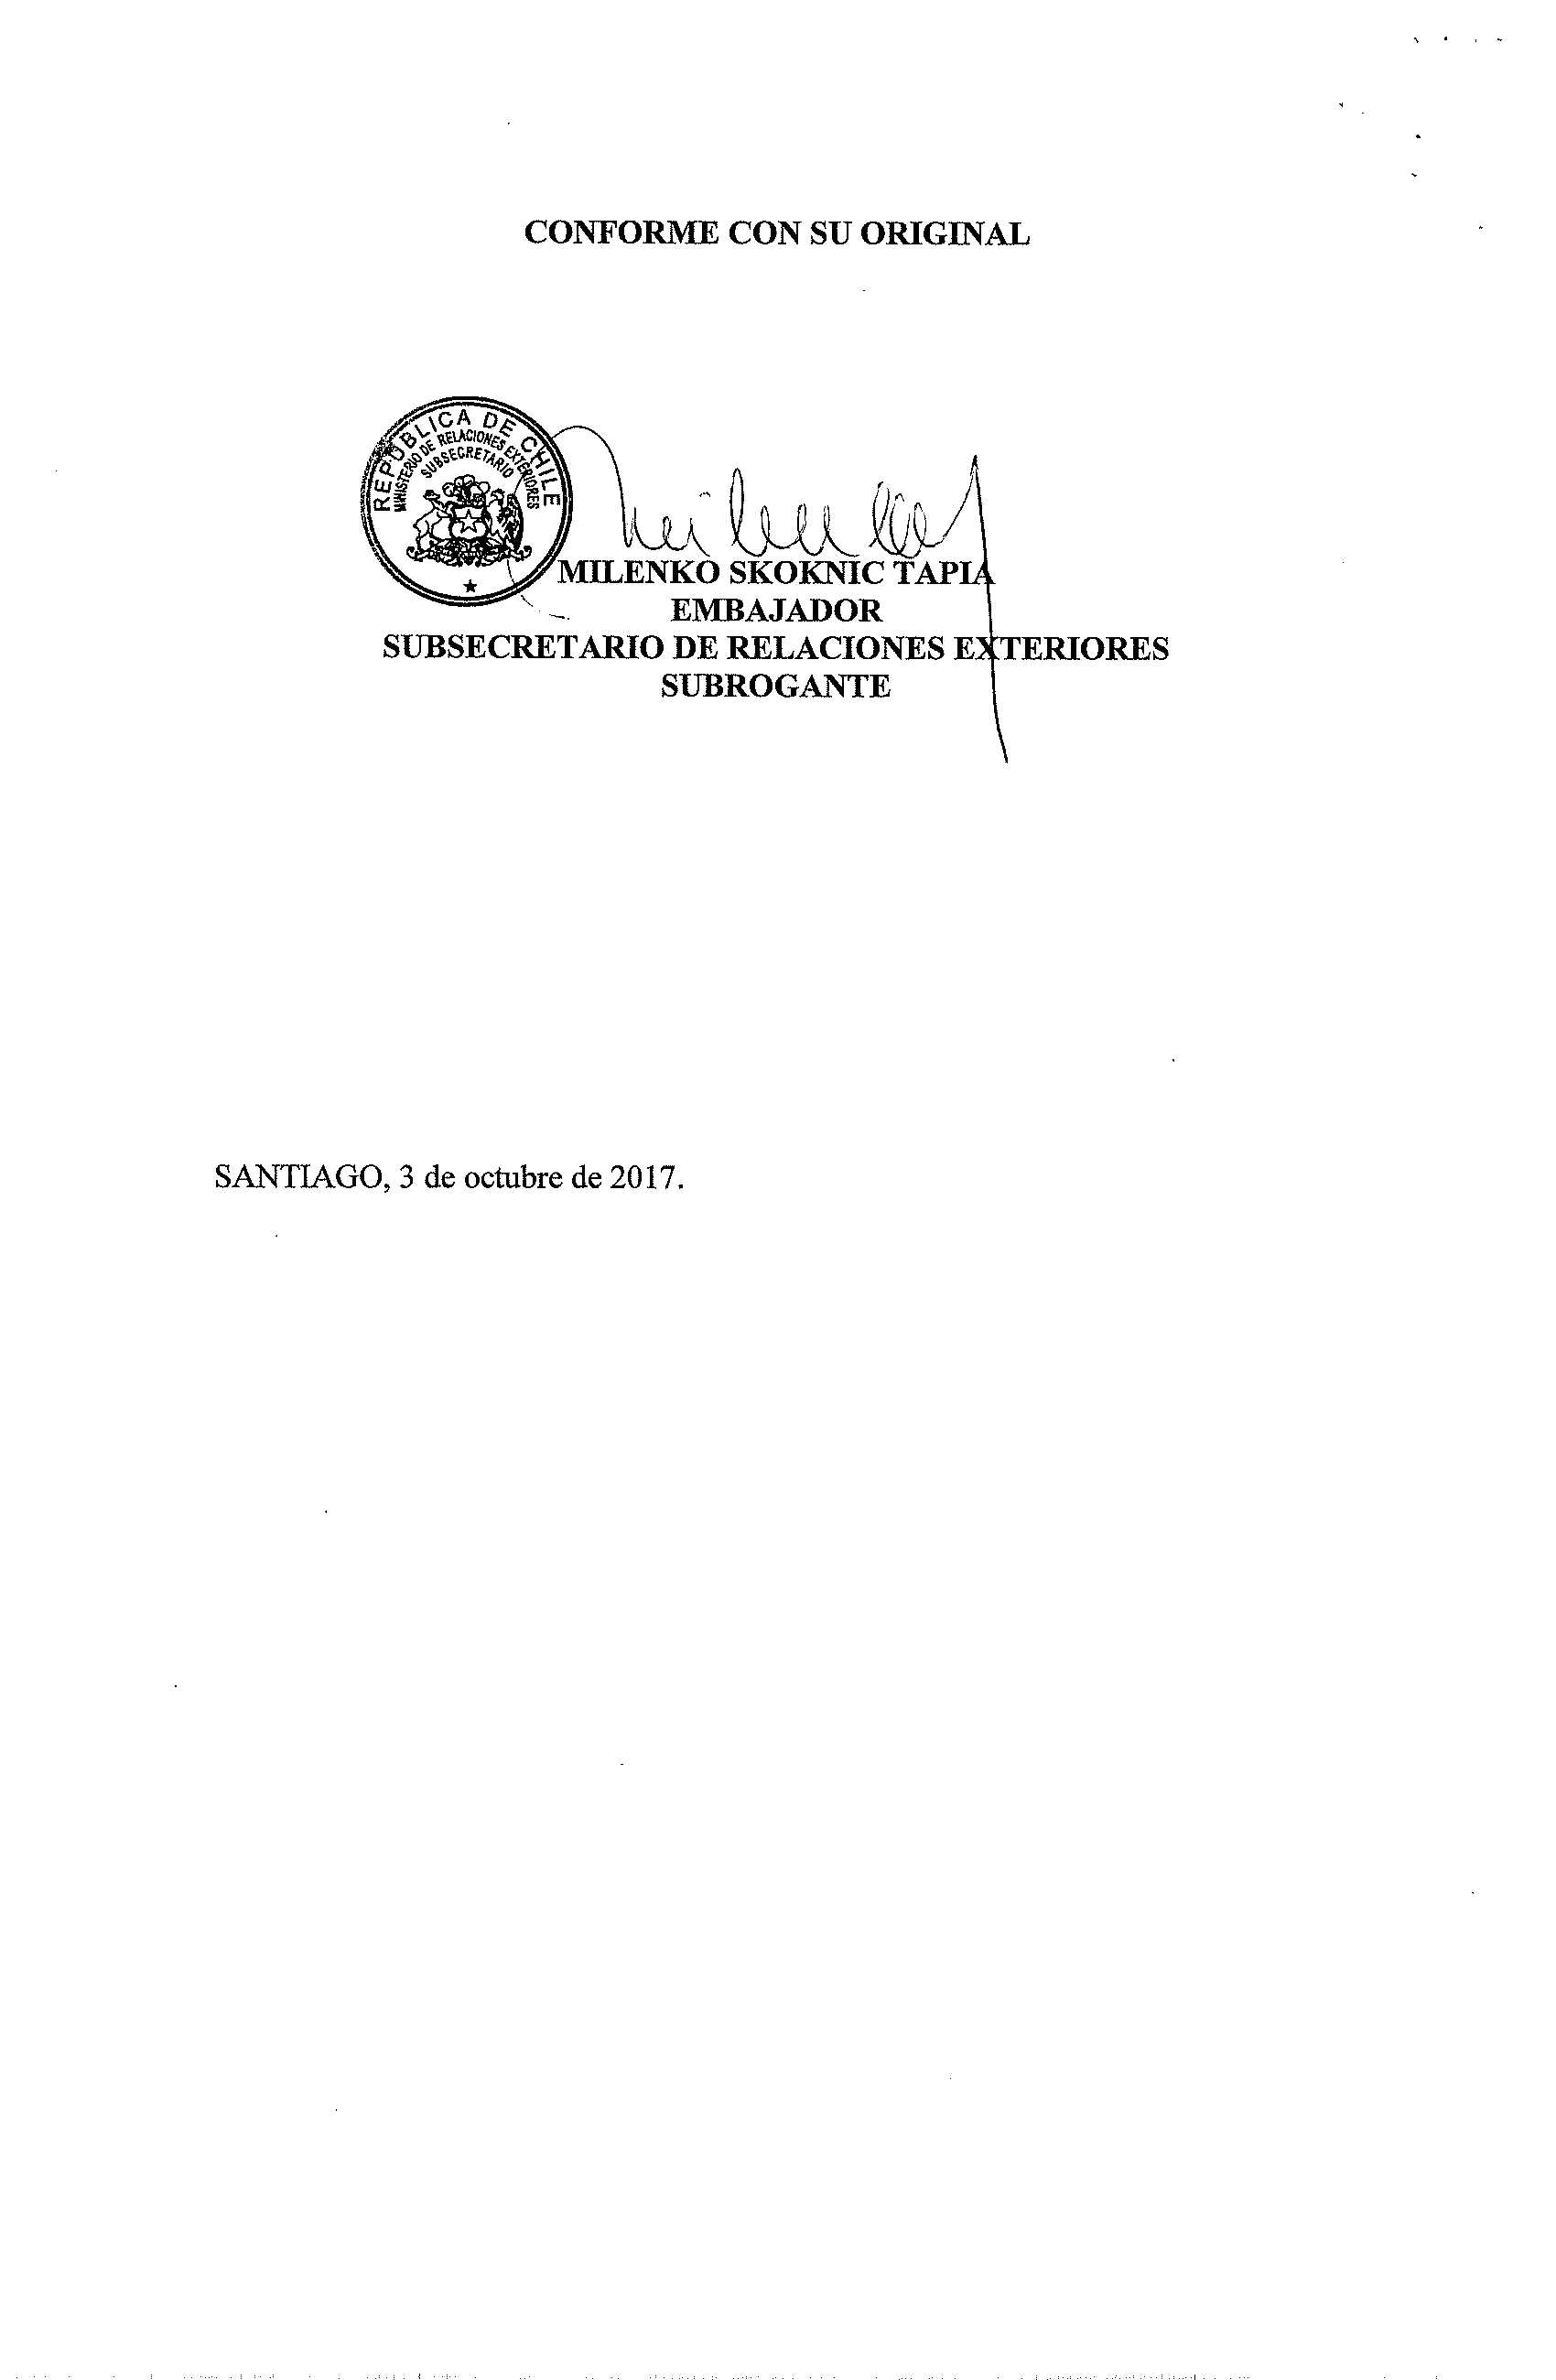 CONFORME CON SU ORIGINAL
REPUBLICA DE CHILE
MINISTERIO DE RELACIONES EXTERIORES
SUBSECRETARIO
MILENKO SKOKNIC TAPIA
EMBAJADOR
SUBSECRETARIO DE RELACIONES EXTERIORES
SUBROGANTE
SANTIAGO, 3 de octubre de 2017.